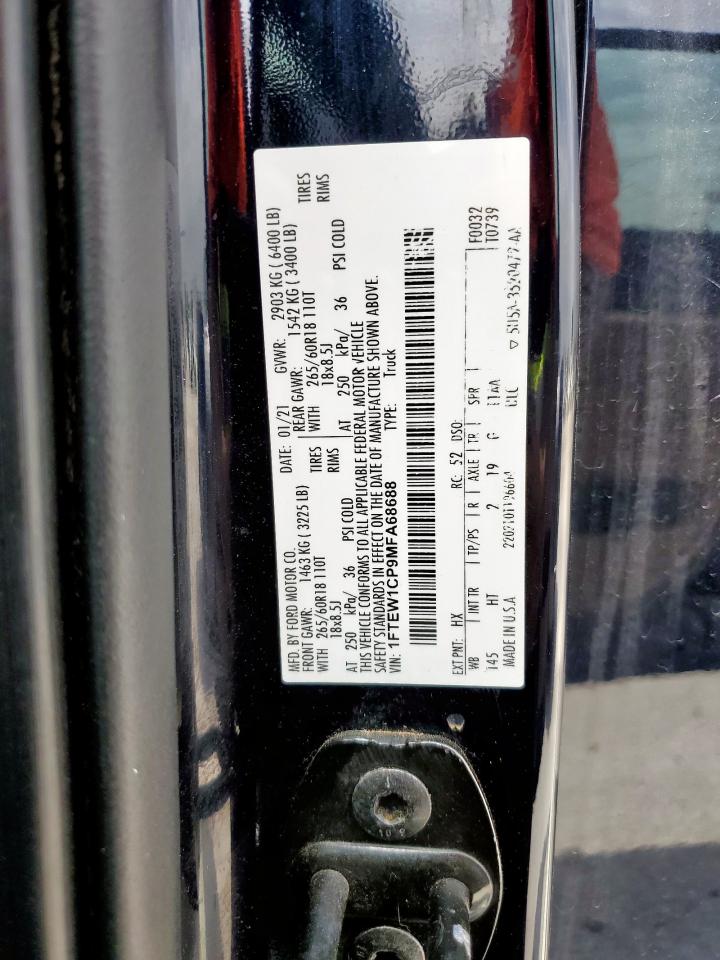 MFD. BY FORD MOTOR CO. DATE: 01/21 GVWR: 2903 KG ( 6400 LB)
FRONT GAWR: 1463 KG ( 3225 LB) REAR GAWR: 1542 KG ( 3400 LB)
WITH 265/60R18 110T TIRES WITH 265/60R18 110T TIRES
18x8.5J RIMS 18x8.5J RIMS
AT 250 kPa/ 36 PSI COLD AT 250 kPa/ 36 PSI COLD
THIS VEHICLE CONFORMS TO ALL APPLICABLE FEDERAL MOTOR VEHICLE
SAFETY STANDARDS IN EFFECT ON THE DATE OF MANUFACTURE SHOWN ABOVE.
VIN: 1FTEW1CP9MFA68688 TYPE: Truck
EXT PNT: HX RC: 52 DSO: F0032
WB INT TR TP/PS R AXLE TR SPR T0739
145 HT 2 19
MADE IN U.S.A
10 9